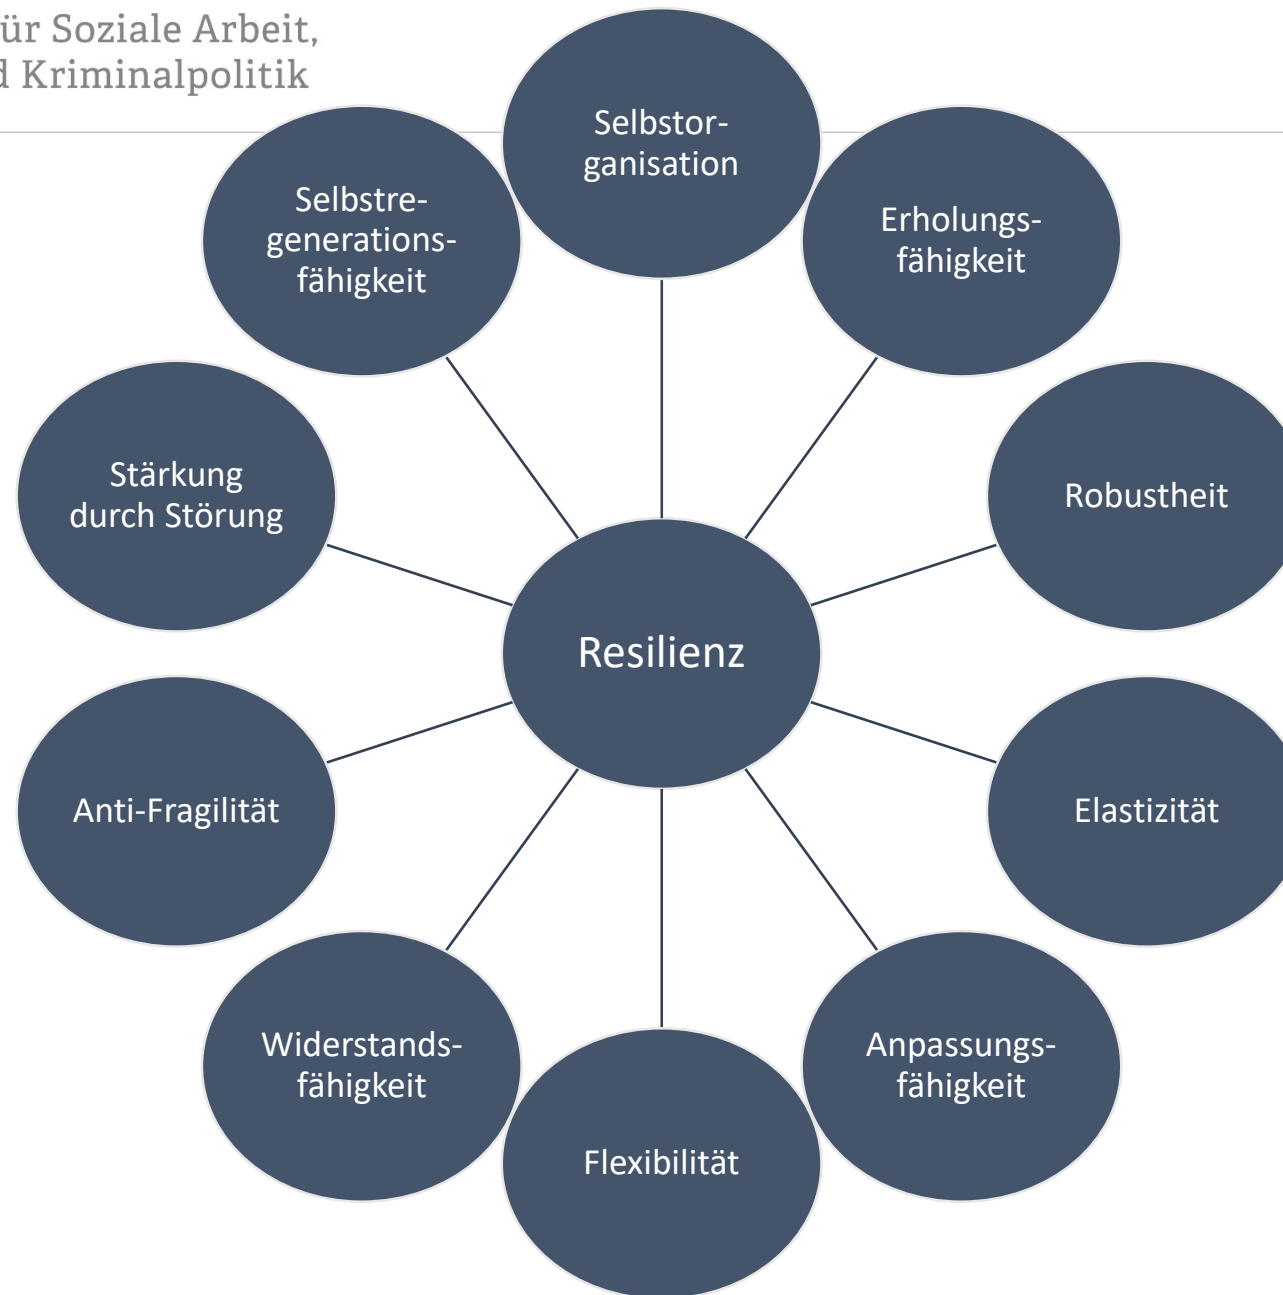 ür Soziale Arbeit,
d Kriminalpolitik
Selbstor-
ganisation
Selbstre-
generations-
fähigkeit
Erholungs-
fähigkeit
Stärkung
durch Störung
Robustheit
Resilienz
Anti-Fragilität
Elastizität
Widerstands-
fähigkeit
Anpassungs-
fähigkeit
Flexibilität